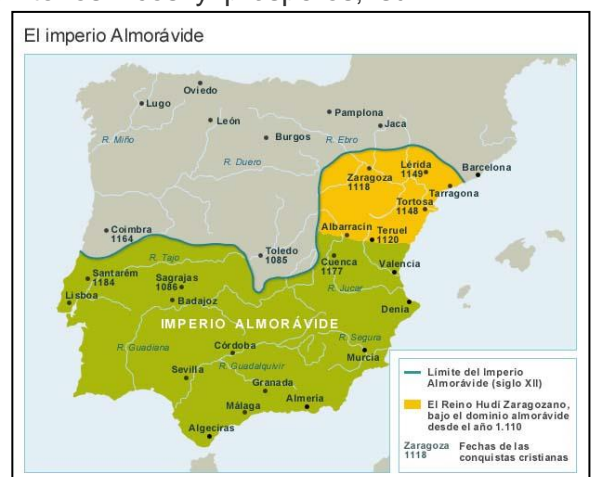 El imperio Almorávide
Oviedo
Lugo
León
Pamplona
Jaca
Burgos
R. Miño
R. Ebro
R. Duero
Zaragoza
1118
Lérida
1149
Barcelona
Tarragona
Tortosa
1148
Coimbra
1164
Albarracin
Teruel
1120
Toledo
1085
R. Tajo
Cuenca
1177
Valencia
Santarém
1184
Sagrajas
1086
Lisboa
Badajoz
R. Jucar
Denia
IMPERIO ALMORÁVIDE
R. Guadiana
Córdoba
R. Segura
Murcia
Sevilla
R. Guadalquivir
Granada
Málaga
Almería
Algeciras
Límite del Imperio
Almorávide (siglo XII)
El Reino Hudí Zaragozano,
bajo el dominio almorávide
desde el año 1.110
Zaragoza
1118
Fechas de las
conquistas cristianas